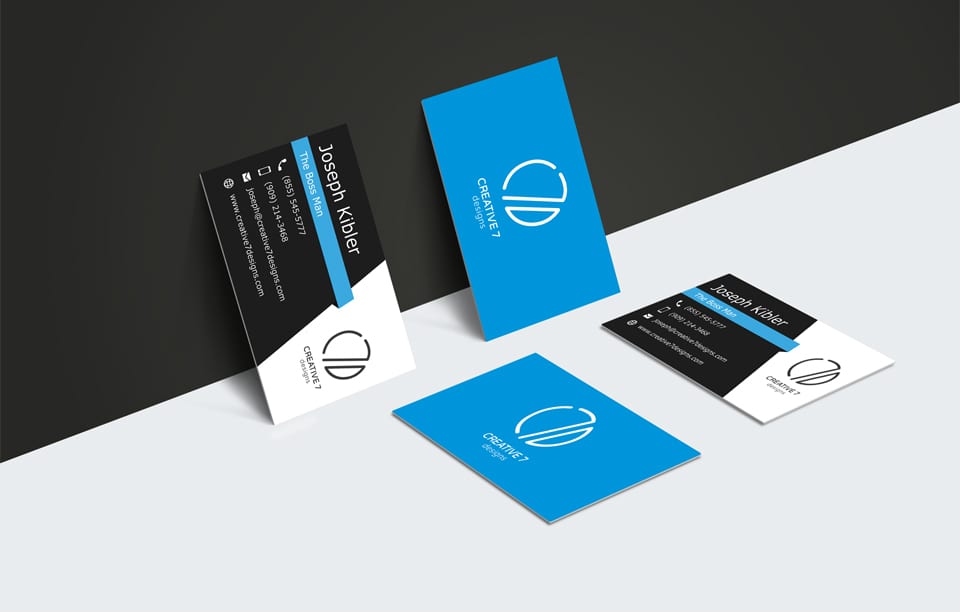 Joseph Kibler
The Boss Man
(855) 545-5777
(909) 214-3468
joseph@creative7designs.com
www.creative7designs.com
CREATIVE 7
designs
CREATIVE 7
designs
Joseph Kibler
The Boss Man
(855) 545-5777
(909) 214-3468
joseph@creative7designs.com
www.creative7designs.com
CREATIVE 7
designs
CREATIVE 7
designs